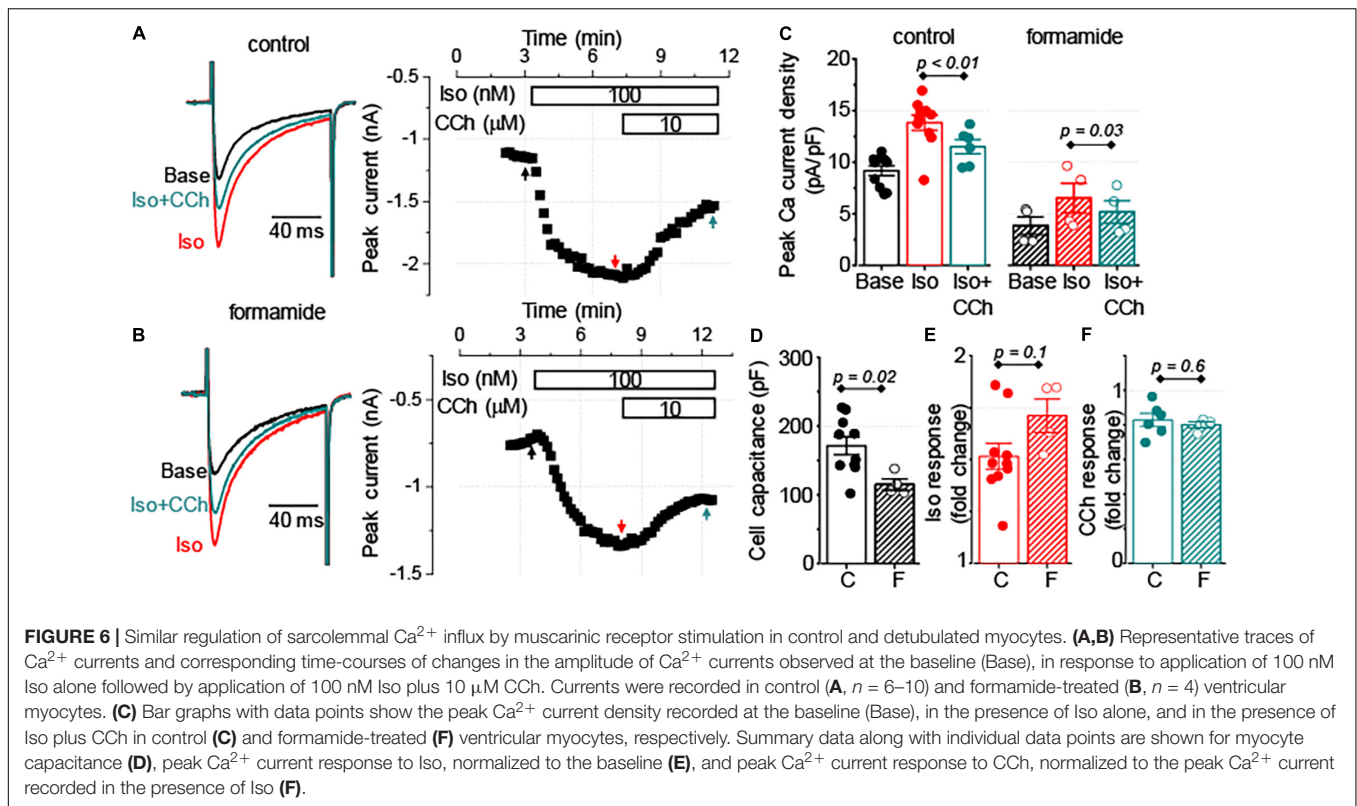 A
control
Base
Iso+CCh
Iso
40 ms
Time (min)
0 3 6 9 12
Peak current (nA)
-0.5
-1
-1.5
-2
Iso (nM) 100
CCh (μM) 10
B
formamide
Base
Iso+CCh
Iso
40 ms
Time (min)
0 3 6 9 12
Peak current (nA)
-0.5
-1
-1.5
Iso (nM) 100
CCh (μM) 10
C
control formamide
Peak Ca current density
(pA/pF)
20
15
10
5
0
p < 0.01
p = 0.03
Base Iso Iso+
CCh
Base Iso Iso+
CCh
D
Cell capacitance (pF)
300
200
100
0
p = 0.02
C F
E
Iso response
(fold change)
2
1
p = 0.1
C F
F
CCh response
(fold change)
1
0
p = 0.6
C F
FIGURE 6 | Similar regulation of sarcolemmal Ca²⁺ influx by muscarinic receptor stimulation in control and detubulated myocytes. (A,B) Representative traces of
Ca²⁺ currents and corresponding time-courses of changes in the amplitude of Ca²⁺ currents observed at the baseline (Base), in response to application of 100 nM
Iso alone followed by application of 100 nM Iso plus 10 μM CCh. Currents were recorded in control (A, n = 6–10) and formamide-treated (B, n = 4) ventricular
myocytes. (C) Bar graphs with data points show the peak Ca²⁺ current density recorded at the baseline (Base), in the presence of Iso alone, and in the presence of
Iso plus CCh in control (C) and formamide-treated (F) ventricular myocytes, respectively. Summary data along with individual data points are shown for myocyte
capacitance (D), peak Ca²⁺ current response to Iso, normalized to the baseline (E), and peak Ca²⁺ current response to CCh, normalized to the peak Ca²⁺ current
recorded in the presence of Iso (F).